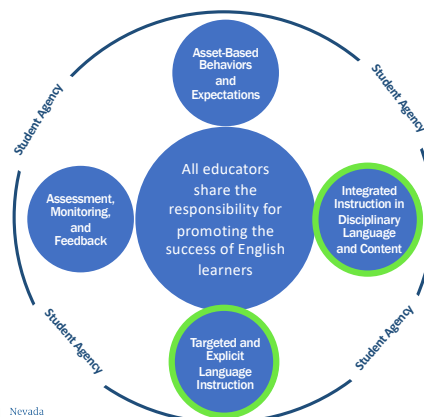 Asset-Based
Behaviors
and
Expectations
Student Agency
Student Agency
All educators
share the
responsibility for
promoting the
success of English
learners
Assessment,
Monitoring,
and
Feedback
Integrated
Instruction in
Disciplinary
Language
and Content
Student Agency
Student Agency
Targeted and
Explicit
Language
Instruction
Nevada